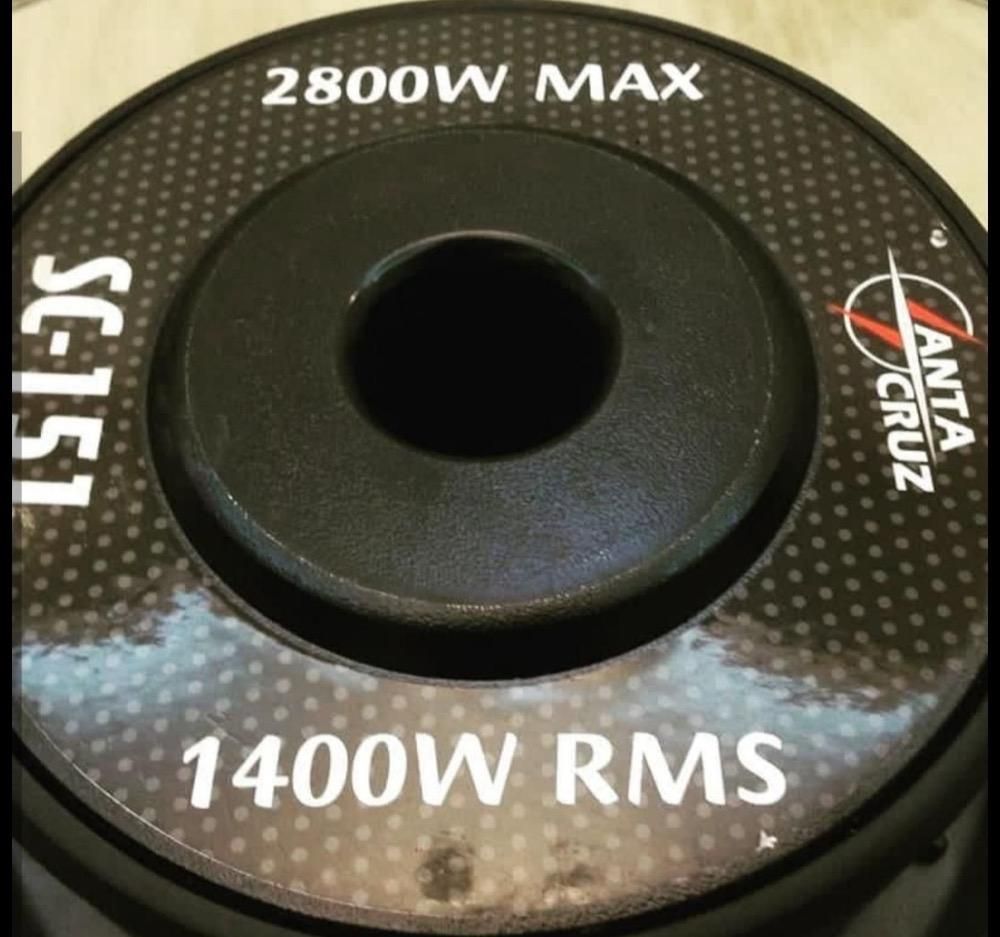 2800W MAX
SC-151
SANTA
CRUZ
1400W RMS